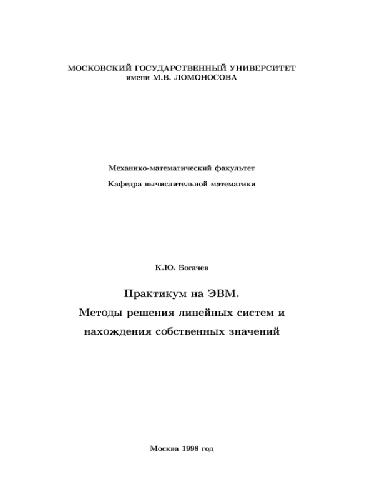 МОСКОВСКИЙ ГОСУДАРСТВЕННЫЙ УНИВЕРСИТЕТ
имени М.В. ЛОМОНОСОВА
Механико-математический факультет
Кафедра вычислительной математики
К.Ю. Богачев
Практикум на ЭВМ.
Методы решения линейных систем и
нахождения собственных значений
Москва 1998 год